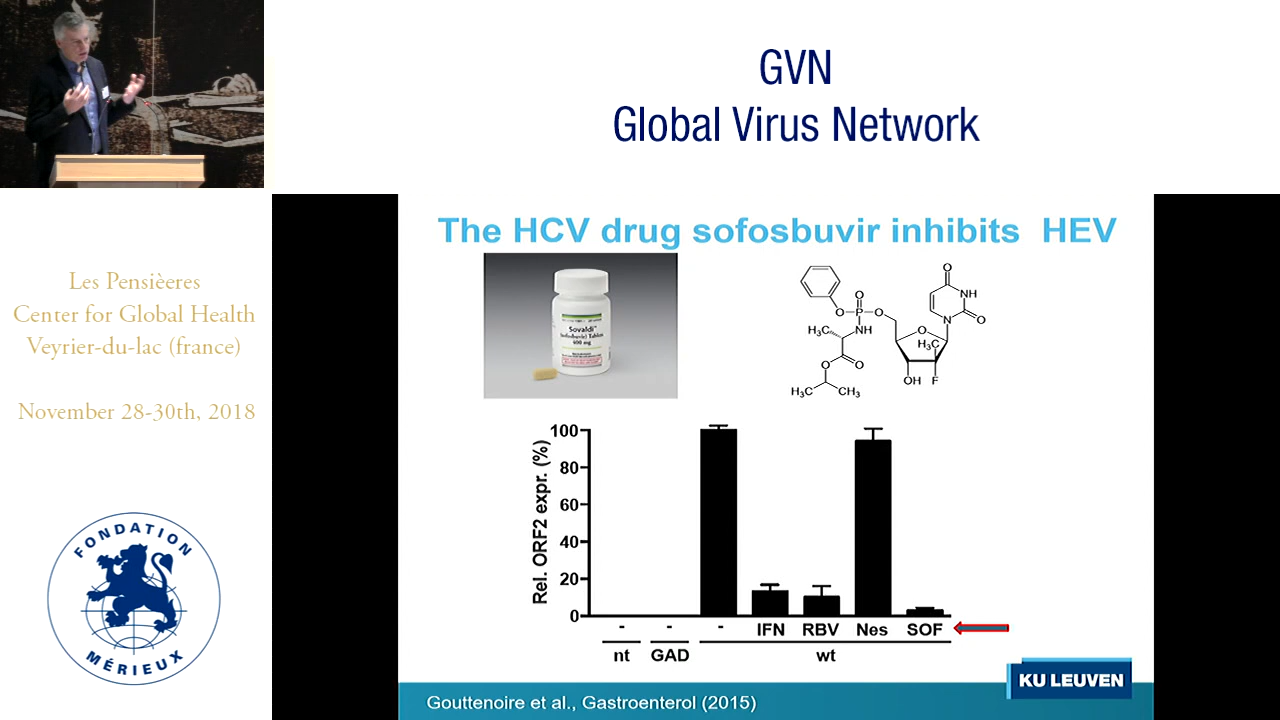 GVN
Global Virus Network
Les Pensièeres
Center for Global Health
Veyrier-du-lac (france)
November 28-30th, 2018
FONDATION
MÉRIEUX
The HCV drug sofosbuvir inhibits HEV
Sovaldi
(sofosbuvir) Tablets
400 mg
O
NH
O
N
O
O
P
O
O
H₃C
NH
H₃C
O
O
OH
F
H₃C
CH₃
Rel. ORF2 expr. (%)
100
80
60
40
20
0
- - - IFN RBV Nes SOF
nt GAD wt
KU LEUVEN
Gouttenoire et al., Gastroenterol (2015)